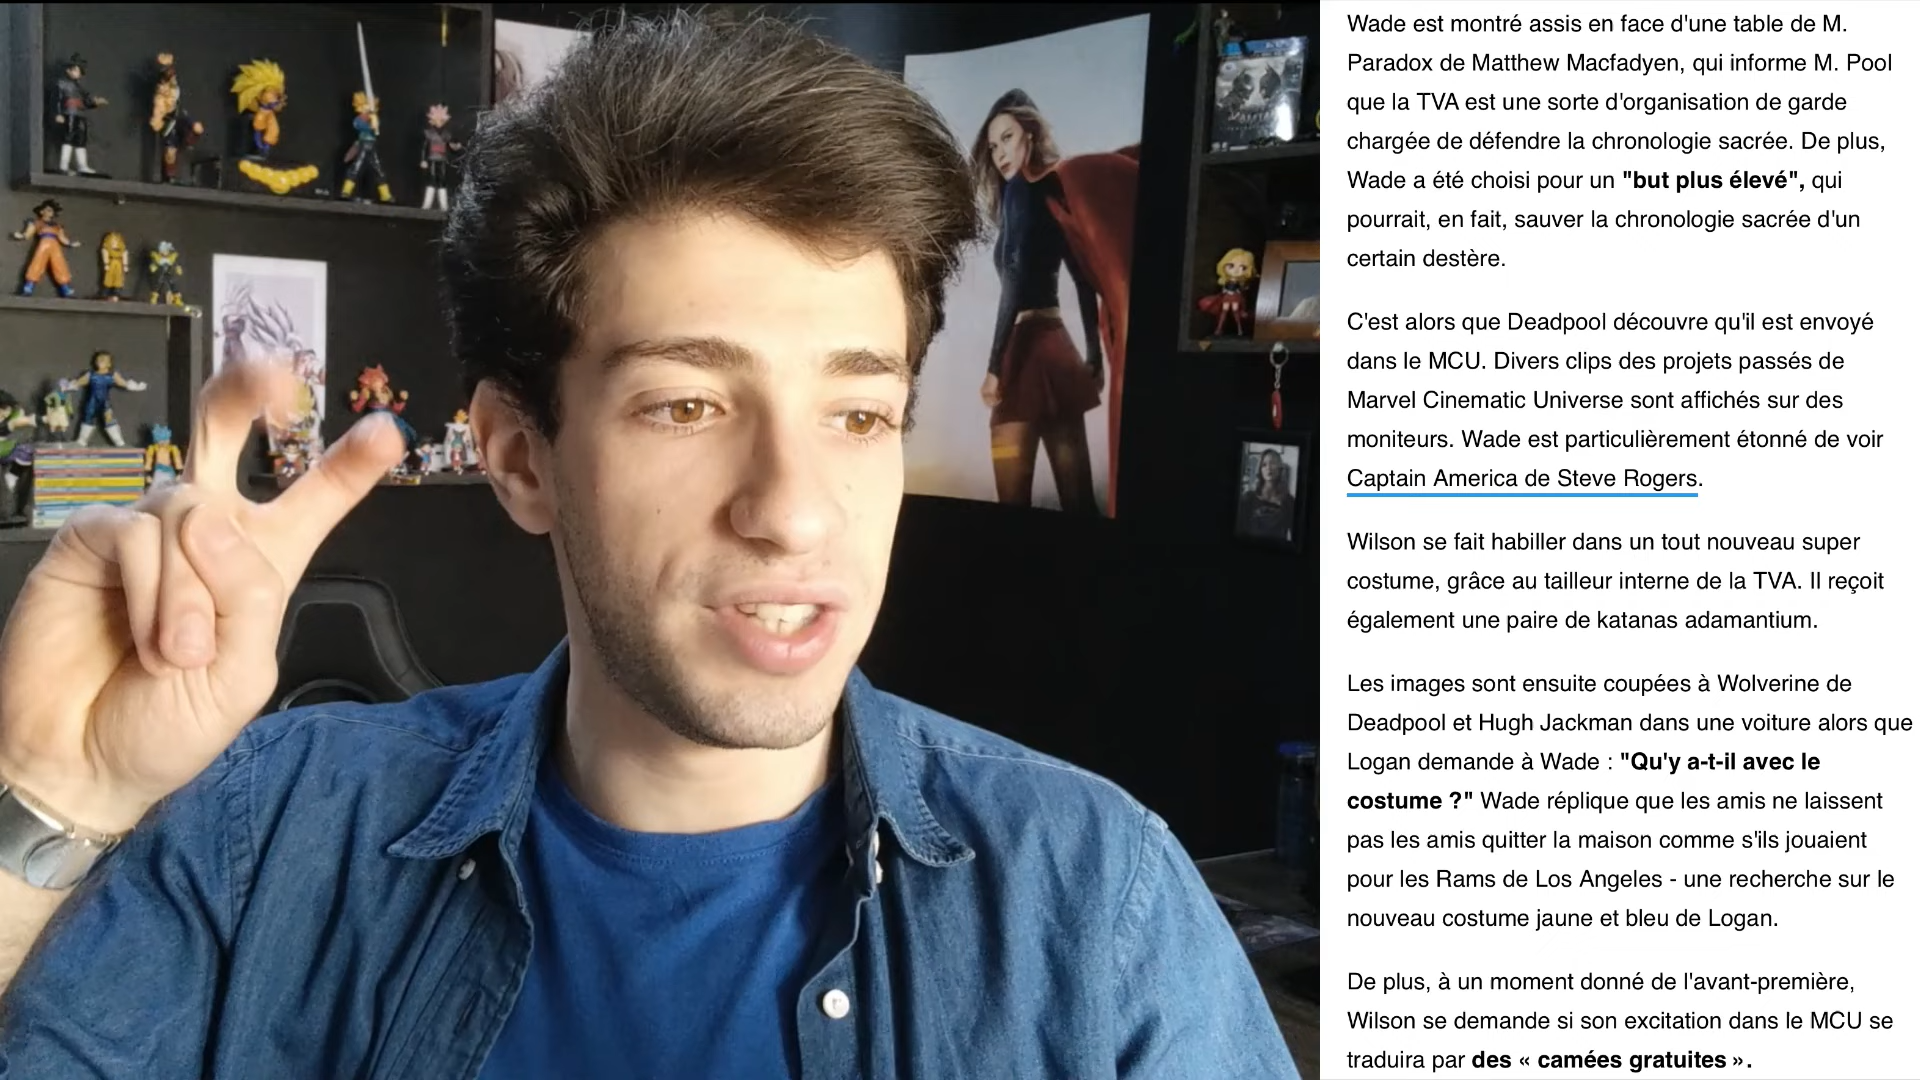 Wade est montré assis en face d'une table de M.
Paradox de Matthew Macfadyen, qui informe M. Pool
que la TVA est une sorte d'organisation de garde
chargée de défendre la chronologie sacrée. De plus,
Wade a été choisi pour un "but plus élevé", qui
pourrait, en fait, sauver la chronologie sacrée d'un
certain destère.
C'est alors que Deadpool découvre qu'il est envoyé
dans le MCU. Divers clips des projets passés de
Marvel Cinematic Universe sont affichés sur des
moniteurs. Wade est particulièrement étonné de voir
Captain America de Steve Rogers.
Wilson se fait habiller dans un tout nouveau super
costume, grâce au tailleur interne de la TVA. Il reçoit
également une paire de katanas adamantium.
Les images sont ensuite coupées à Wolverine de
Deadpool et Hugh Jackman dans une voiture alors que
Logan demande à Wade : "Qu'y a-t-il avec le
costume ?" Wade réplique que les amis ne laissent
pas les amis quitter la maison comme s'ils jouaient
pour les Rams de Los Angeles - une recherche sur le
nouveau costume jaune et bleu de Logan.
De plus, à un moment donné de l'avant-première,
Wilson se demande si son excitation dans le MCU se
traduira par des « camées gratuites ».